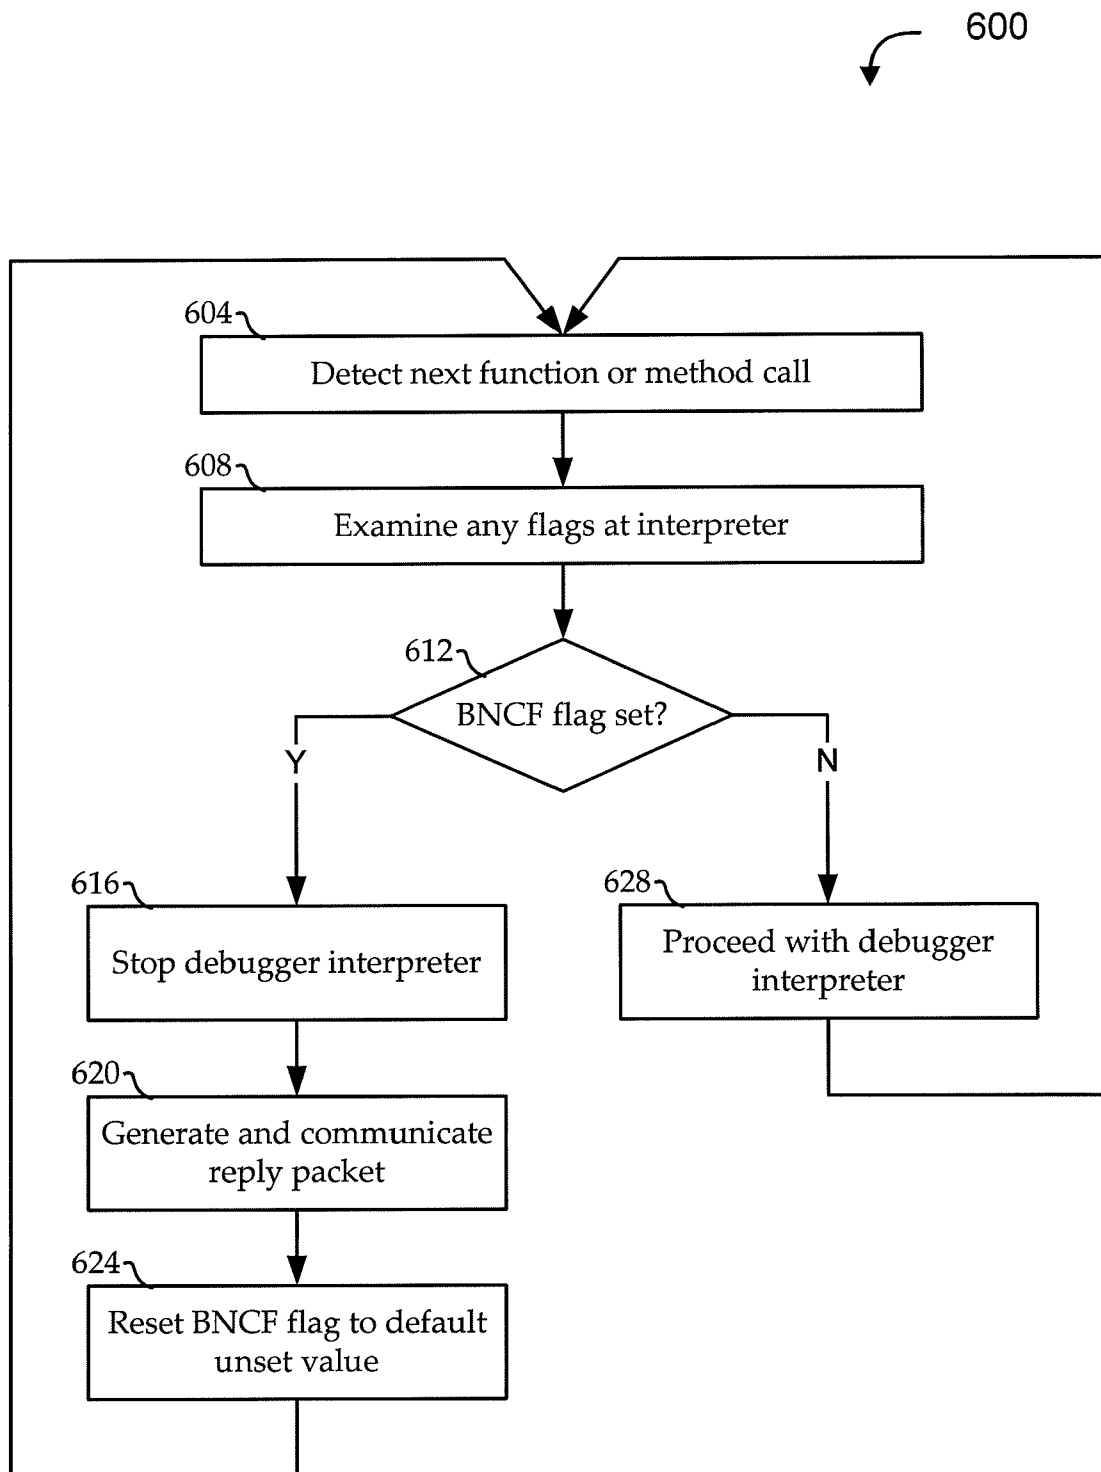 600
604
Detect next function or method call
608
Examine any flags at interpreter
612
BNCF flag set?
Y
N
616
Stop debugger interpreter
628
Proceed with debugger
interpreter
620
Generate and communicate
reply packet
624
Reset BNCF flag to default
unset value